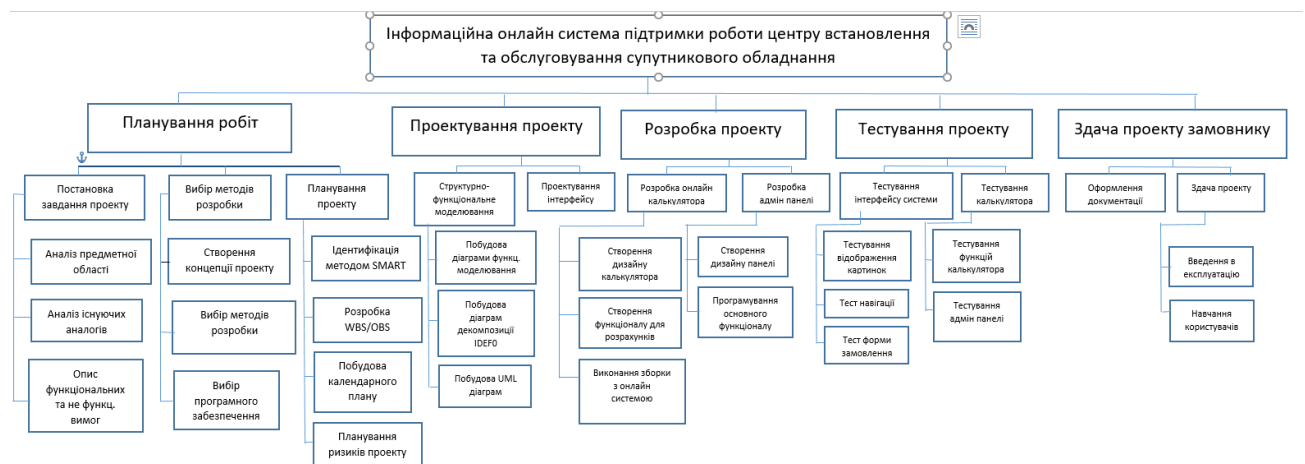 Інформаційна онлайн система підтримки роботи центру встановлення
та обслуговування супутникового обладнання
Планування робіт
Проектування проекту
Розробка проекту
Тестування проекту
Здача проекту замовнику
Постановка
завдання проекту
Вибір методів
розробки
Планування
проекту
Структурно-
функціональне
моделювання
Проектування
інтерфейсу
Розробка онлайн
калькулятора
Розробка
адмін панелі
Тестування
інтерфейсу системи
Тестування
калькулятора
Оформлення
документації
Здача проекту
Аналіз предметної
області
Аналіз існуючих
аналогів
Опис
функціональних
та не функц.
вимог
Створення
концепції проекту
Вибір методів
розробки
Вибір
програмного
забезпечення
Ідентифікація
методом SMART
Розробка
WBS/OBS
Побудова
календарного
плану
Планування
ризиків проекту
Побудова
діаграми функц.
моделювання
Побудова
діаграм
декомпозиції
IDEF0
Побудова UML
діаграм
Створення
дизайну
калькулятора
Створення
функціоналу для
розрахунків
Виконання зборки
з онлайн
системою
Створення
дизайну панелі
Програмування
основного
функціоналу
Тестування
відображення
картинок
Тест навігації
Тест форми
замовлення
Тестування
функцій
калькулятора
Тестування
адмін панелі
Введення в
експлуатацію
Навчання
користувачів